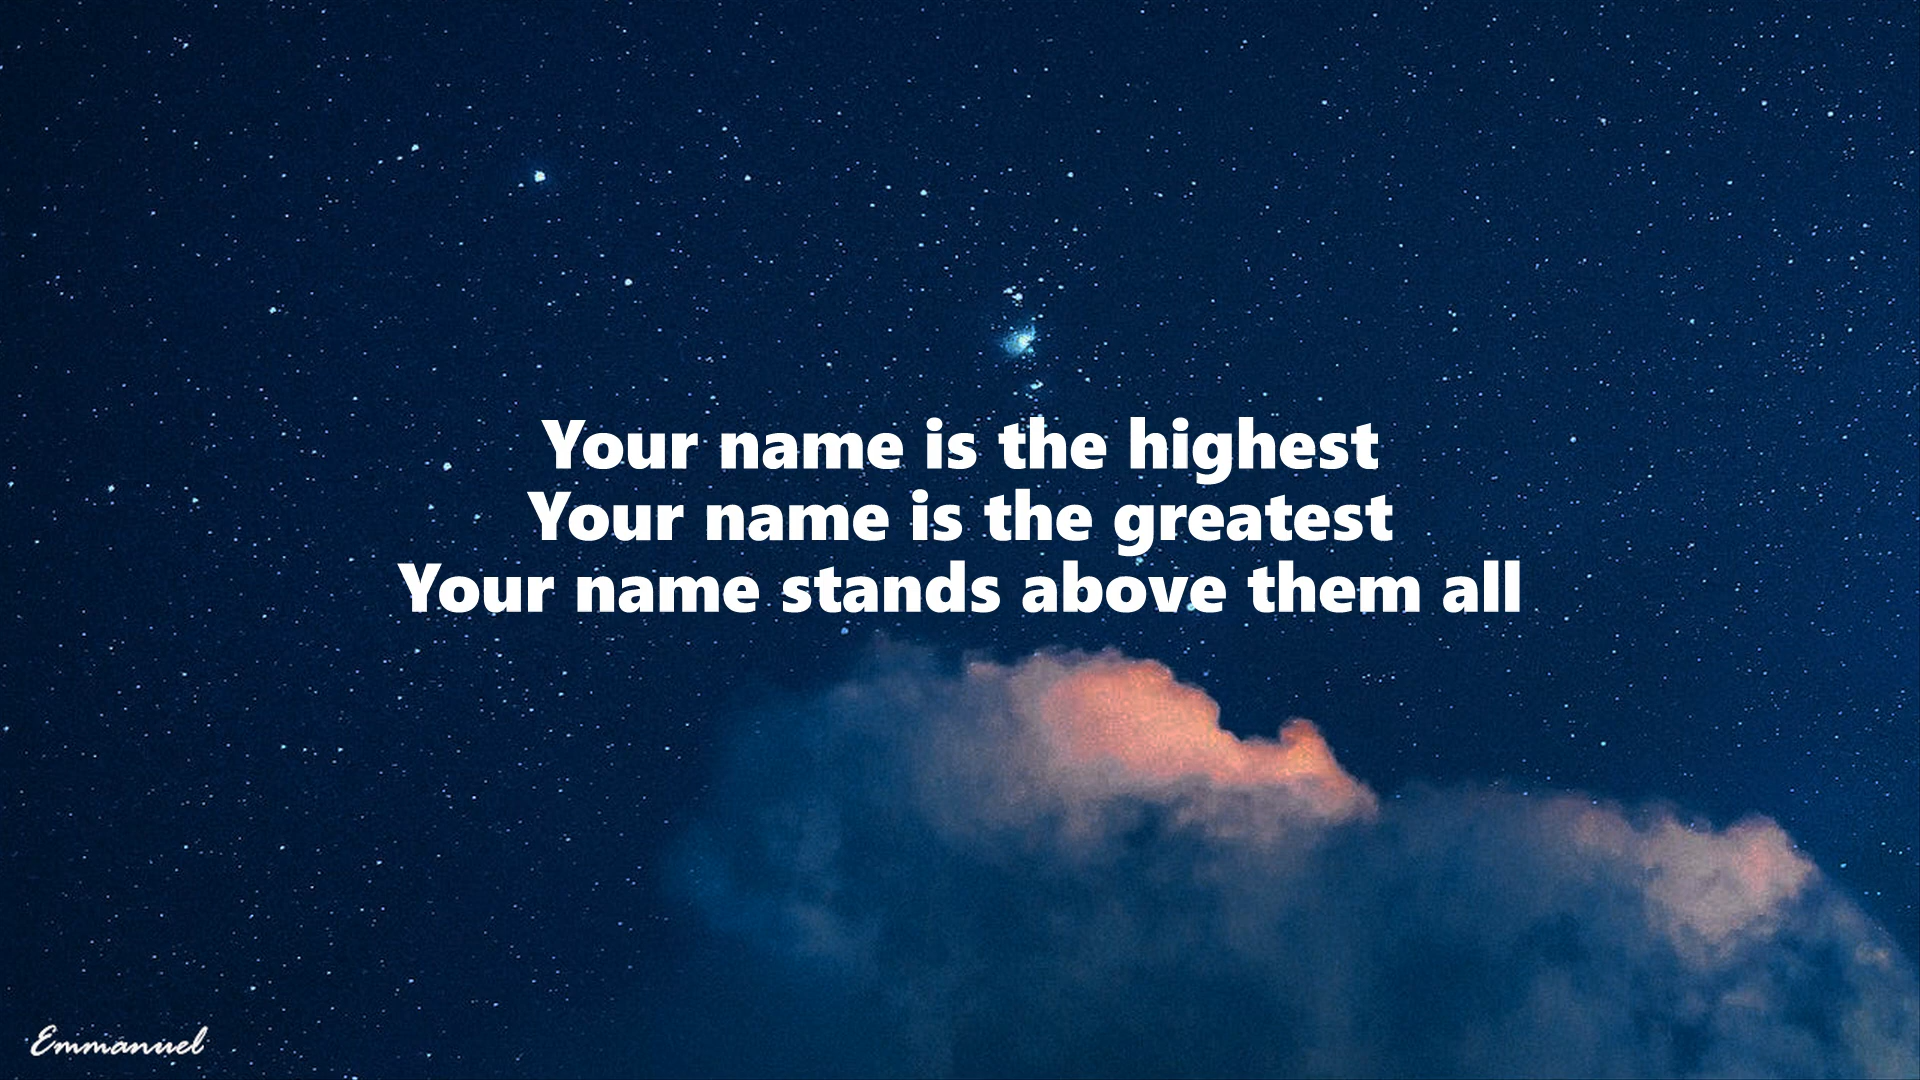 Your name is the highest
Your name is the greatest
Your name stands above them all
Emmanuel